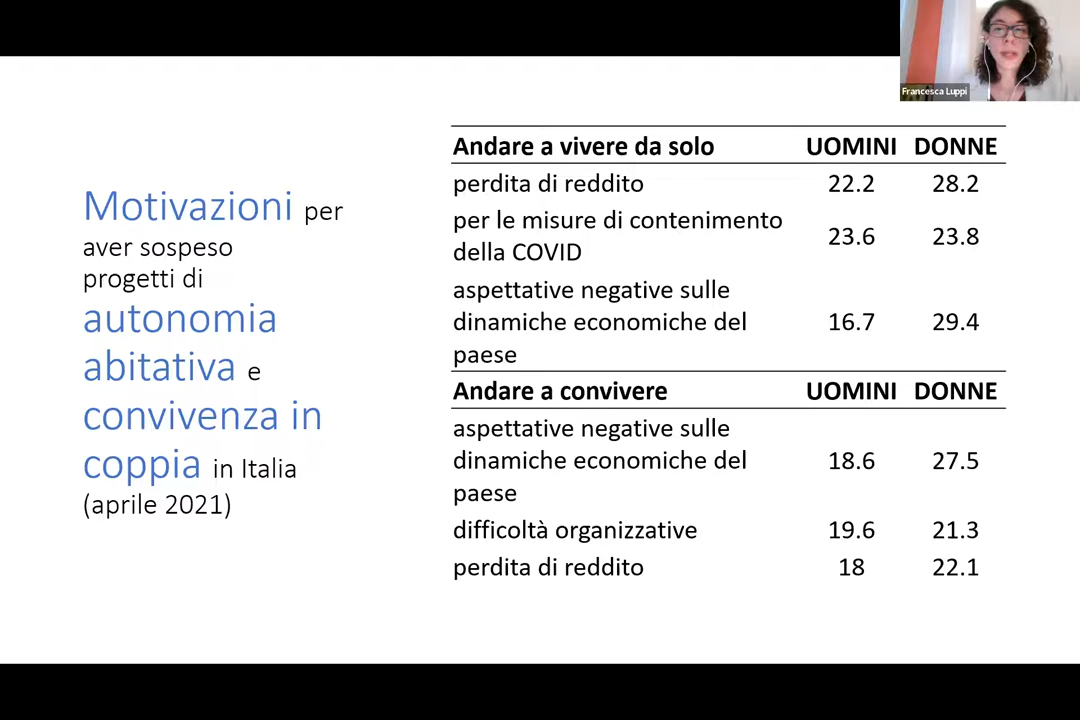 Francesca Luppi
Motivazioni per
aver sospeso
progetti di
autonomia
abitativa e
convivenza in
coppia in Italia
(aprile 2021)
Andare a vivere da solo UOMINI DONNE
perdita di reddito 22.2 28.2
per le misure di contenimento
della COVID 23.6 23.8
aspettative negative sulle
dinamiche economiche del 16.7 29.4
paese
Andare a convivere UOMINI DONNE
aspettative negative sulle
dinamiche economiche del 18.6 27.5
paese
difficoltà organizzative 19.6 21.3
perdita di reddito 18 22.1